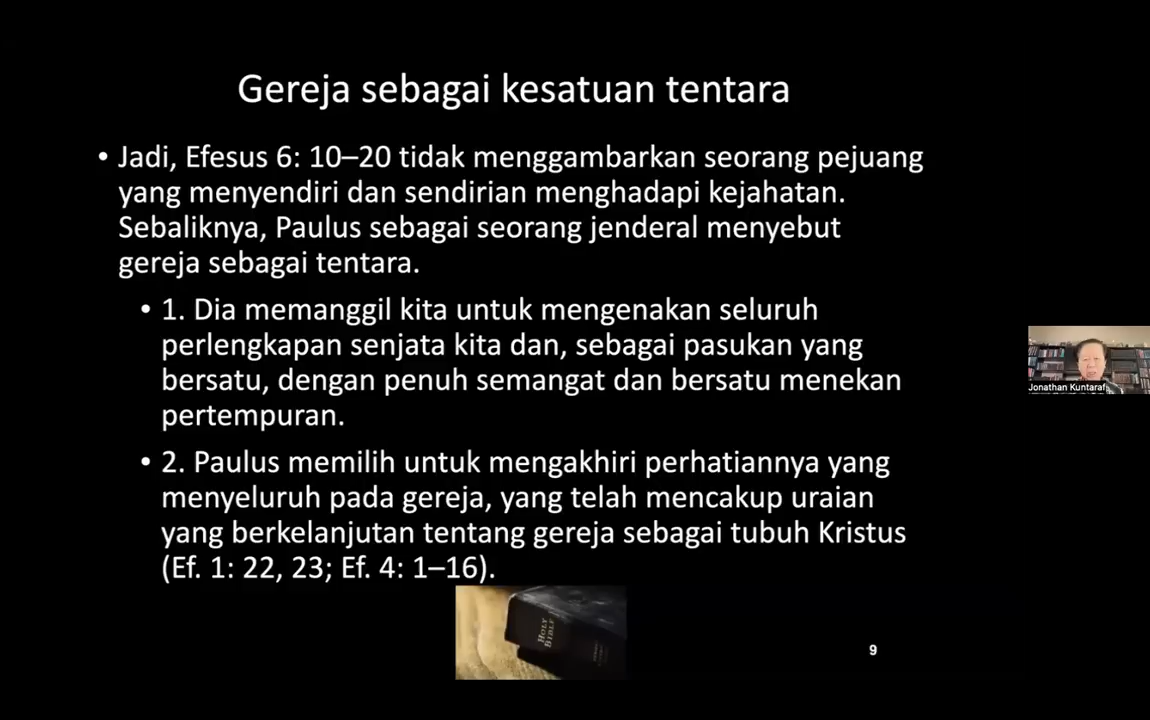 Gereja sebagai kesatuan tentara
• Jadi, Efesus 6: 10–20 tidak menggambarkan seorang pejuang
yang menyendiri dan sendirian menghadapi kejahatan.
Sebaliknya, Paulus sebagai seorang jenderal menyebut
gereja sebagai tentara.
• 1. Dia memanggil kita untuk mengenakan seluruh
perlengkapan senjata kita dan, sebagai pasukan yang
bersatu, dengan penuh semangat dan bersatu menekan
pertempuran.
• 2. Paulus memilih untuk mengakhiri perhatiannya yang
menyeluruh pada gereja, yang telah mencakup uraian
yang berkelanjutan tentang gereja sebagai tubuh Kristus
(Ef. 1: 22, 23; Ef. 4: 1–16).
HOLY
BIBLE
9
Jonathan Kuntaraf